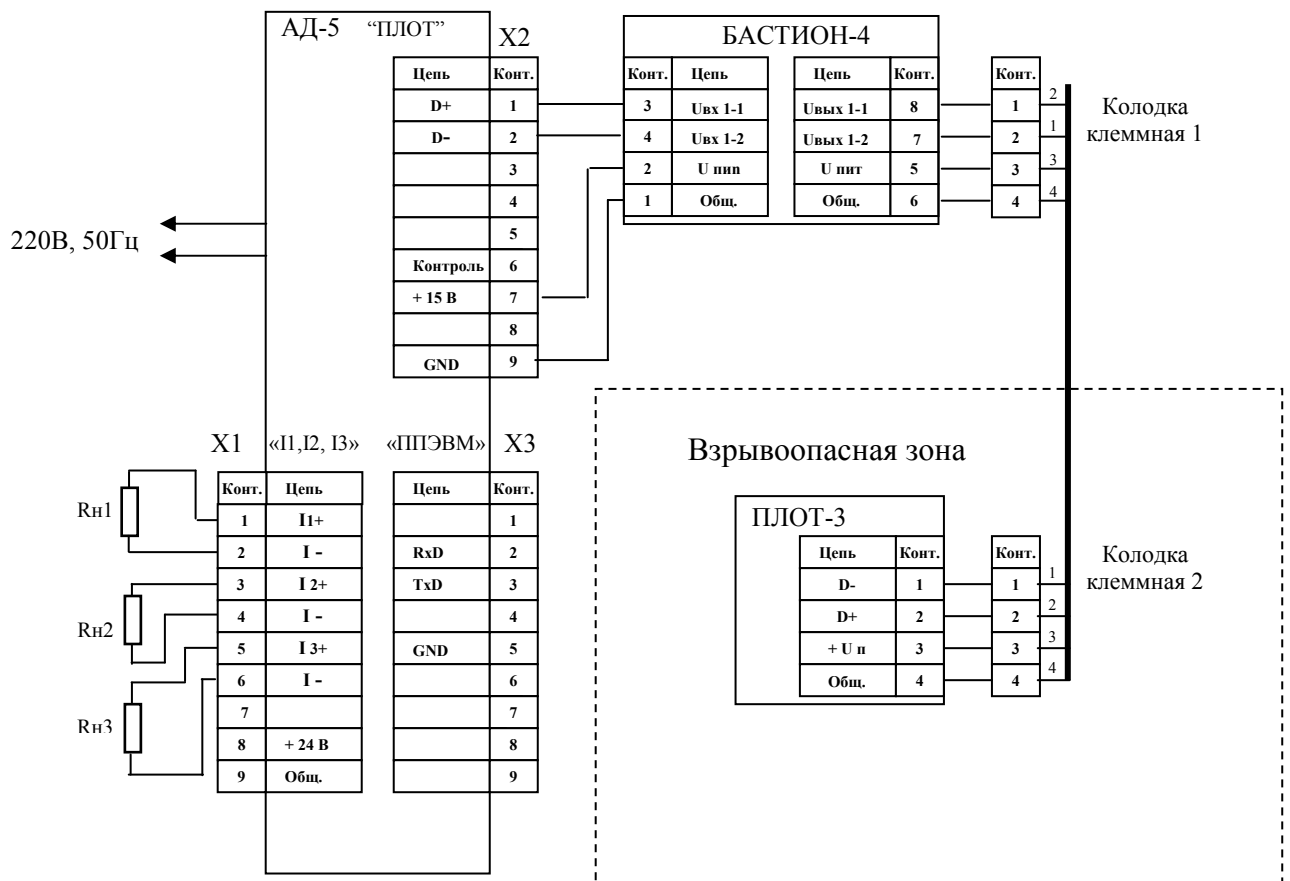 АД-5 “ПЛОТ” X2
БАСТИОН-4
Цепь Конт.
D+ 1
D- 2
3
4
5
Контроль 6
+ 15 В 7
8
GND 9
Конт. Цепь
3 Uвх 1-1
4 Uвх 1-2
2 U пип
1 Общ.
Цепь Конт.
Uвых 1-1 8
Uвых 1-2 7
U пит 5
Общ. 6
Конт.
1 2
2 1
3 3
4 4
Колодка
клеммная 1
220В, 50Гц
X1 «I1,I2, I3» «ППЭВМ» X3
Rн1
Rн2
Rн3
Конт. Цепь
1 I1+
2 I -
3 I 2+
4 I -
5 I 3+
6 I -
7
8 + 24 В
9 Общ.
Цепь Конт.
1
RxD 2
TxD 3
4
GND 5
6
7
8
9
Взрывоопасная зона
ПЛОТ-3
Цепь Конт.
D- 1
D+ 2
+ U п 3
Общ. 4
Конт.
1 1
2 2
3 3
4 4
Колодка
клеммная 2